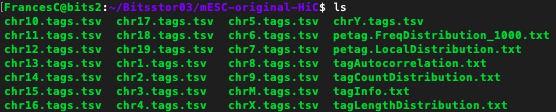 [FrancesC@bits2:~/Bitsstor03/mESC-original-HiC$ ls
chr10.tags.tsv chr17.tags.tsv chr5.tags.tsv chrY.tags.tsv
chr11.tags.tsv chr18.tags.tsv chr6.tags.tsv petag.FreqDistribution_1000.txt
chr12.tags.tsv chr19.tags.tsv chr7.tags.tsv petag.LocalDistribution.txt
chr13.tags.tsv chr1.tags.tsv chr8.tags.tsv tagAutocorrelation.txt
chr14.tags.tsv chr2.tags.tsv chr9.tags.tsv tagCountDistribution.txt
chr15.tags.tsv chr3.tags.tsv chrM.tags.tsv tagInfo.txt
chr16.tags.tsv chr4.tags.tsv chrX.tags.tsv tagLengthDistribution.txt